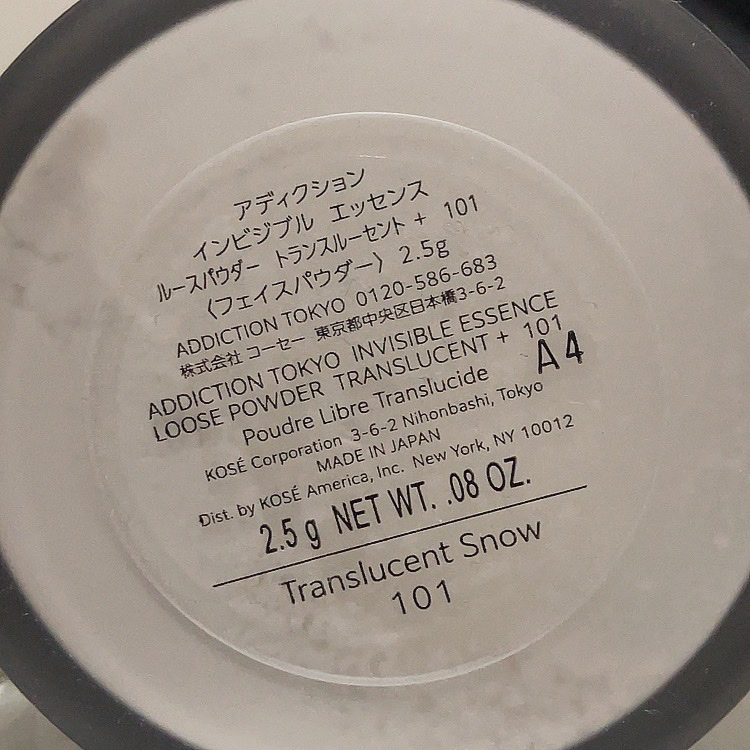 アディクション
インビジブル エッセンス
ルースパウダー トランスルーセント + 101
〈フェイスパウダー〉 2.5g
ADDICTION TOKYO 0120-586-683
株式会社 コーセー 東京都中央区日本橋3-6-2
ADDICTION TOKYO INVISIBLE ESSENCE
LOOSE POWDER TRANSLUCENT + 101
A4
Poudre Libre Translucide
KOSÉ Corporation 3-6-2 Nihonbashi, Tokyo
MADE IN JAPAN
Dist. by KOSÉ America, Inc. New York, NY 10012
2.5 g NET WT. .08 OZ.
Translucent Snow
101